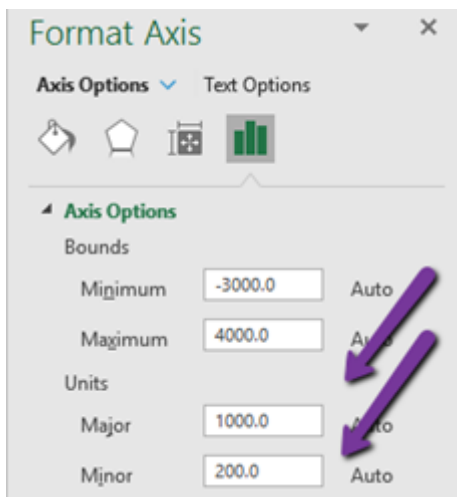 Format Axis
Axis Options Text Options
Axis Options
Bounds
Minimum -3000.0 Auto
Maximum 4000.0
Units
Major 1000.0 Auto
Minor 200.0 Auto